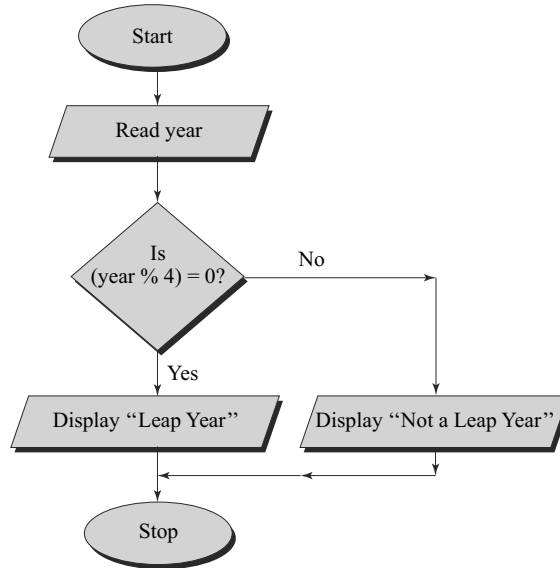 Start
Read year
Is
(year % 4) = 0?
No
Yes
Display ‘‘Leap Year’’
Display ‘‘Not a Leap Year’’
Stop